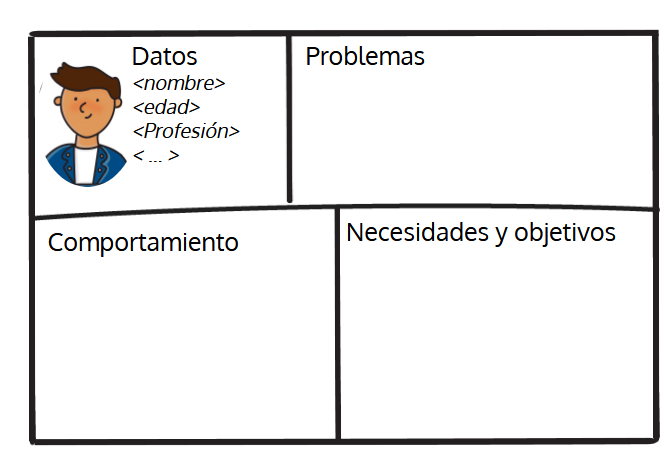 Datos
<nombre>
<edad>
<Profesión>
< ... >
Problemas
Comportamiento
Necesidades y objetivos